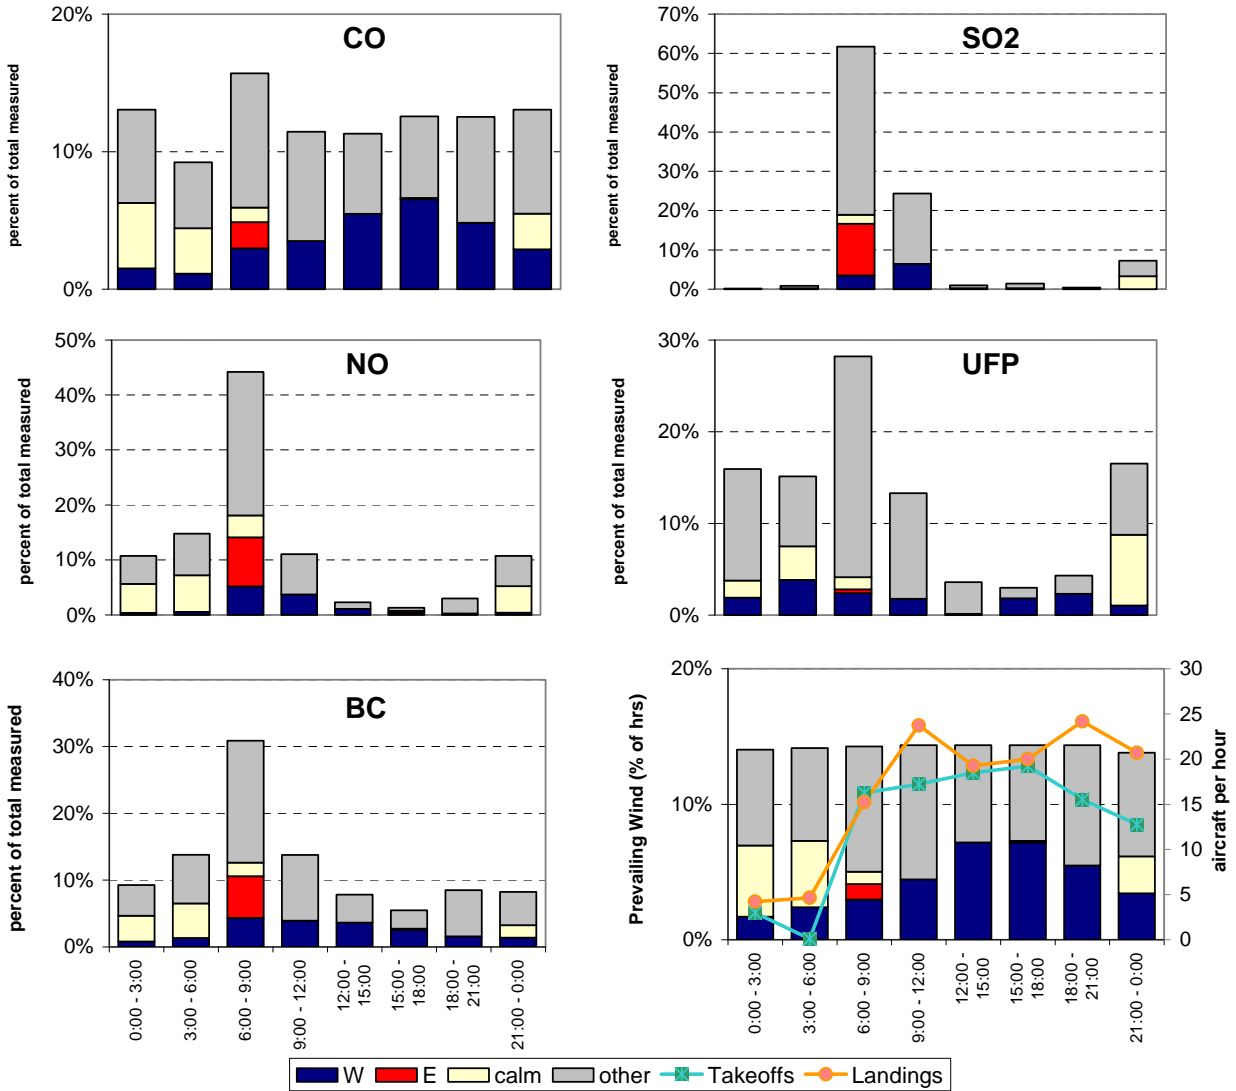 CO
20%
10%
0%
percent of total measured
SO2
70%
60%
50%
40%
30%
20%
10%
0%
percent of total measured
NO
50%
40%
30%
20%
10%
0%
percent of total measured
UFP
30%
20%
10%
0%
percent of total measured
BC
40%
30%
20%
10%
0%
percent of total measured
0:00 - 3:00
3:00 - 6:00
6:00 - 9:00
9:00 - 12:00
12:00 -
15:00
15:00 -
18:00
18:00 -
21:00
21:00 - 0:00
20%
10%
0%
Prevailing Wind (% of hrs)
30
25
20
15
10
5
0
aircraft per hour
0:00 - 3:00
3:00 - 6:00
6:00 - 9:00
9:00 - 12:00
12:00 -
15:00
15:00 -
18:00
18:00 -
21:00
21:00 - 0:00
W E calm other Takeoffs Landings